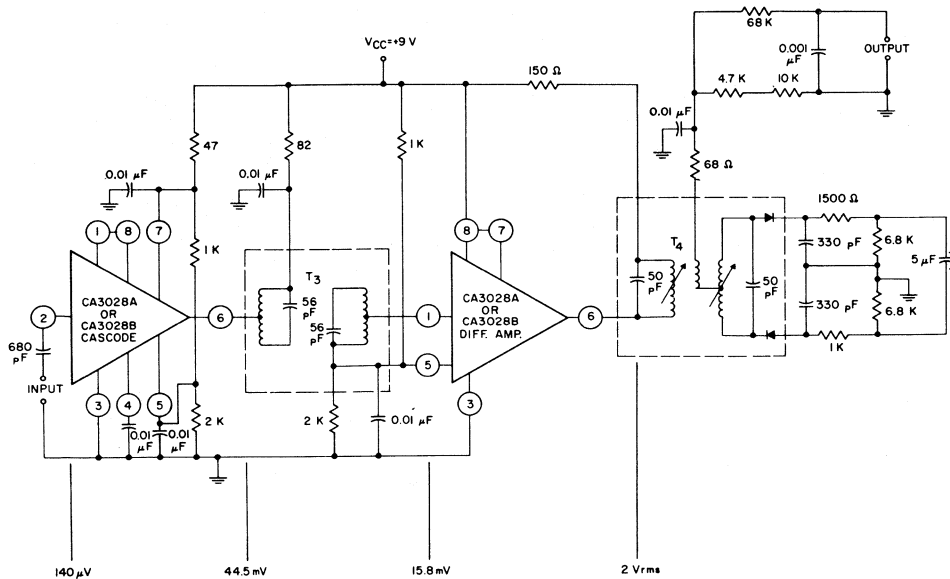 68 K
V_CC=+9 V
0.001
μF
OUTPUT
150 Ω
4.7 K
10 K
0.01 μF
47
82
1 K
68 Ω
0.01 μF
0.01 μF
1
8
7
8
7
1500 Ω
1 K
T3
T4
330 pF
6.8 K
5 μF
CA3028A
OR
CA3028B
CASCODE
56
pF
CA3028A
OR
CA3028B
DIFF. AMP.
50
pF
50
pF
2
6
56
pF
1
6
330 pF
6.8 K
680
pF
5
1 K
INPUT
3
4
5
3
0.01
μF
0.01
μF
2 K
2 K
0.01 μF
140 μV
44.5 mV
15.8 mV
2 Vrms